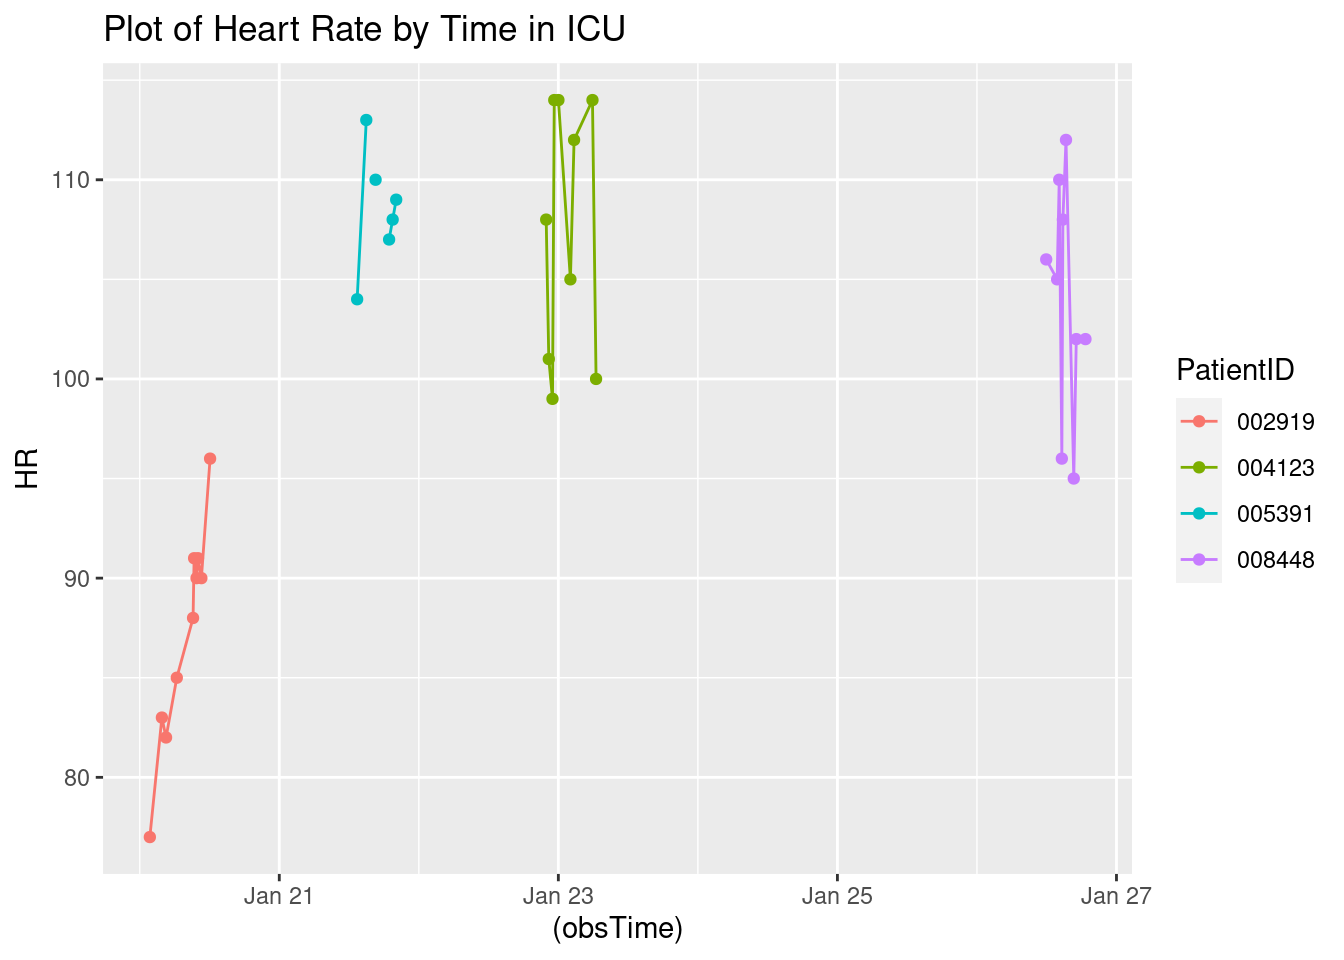 Plot of Heart Rate by Time in ICU
HR
110
100
90
80
Jan 21
Jan 23
Jan 25
Jan 27
(obsTime)
PatientID
002919
004123
005391
008448